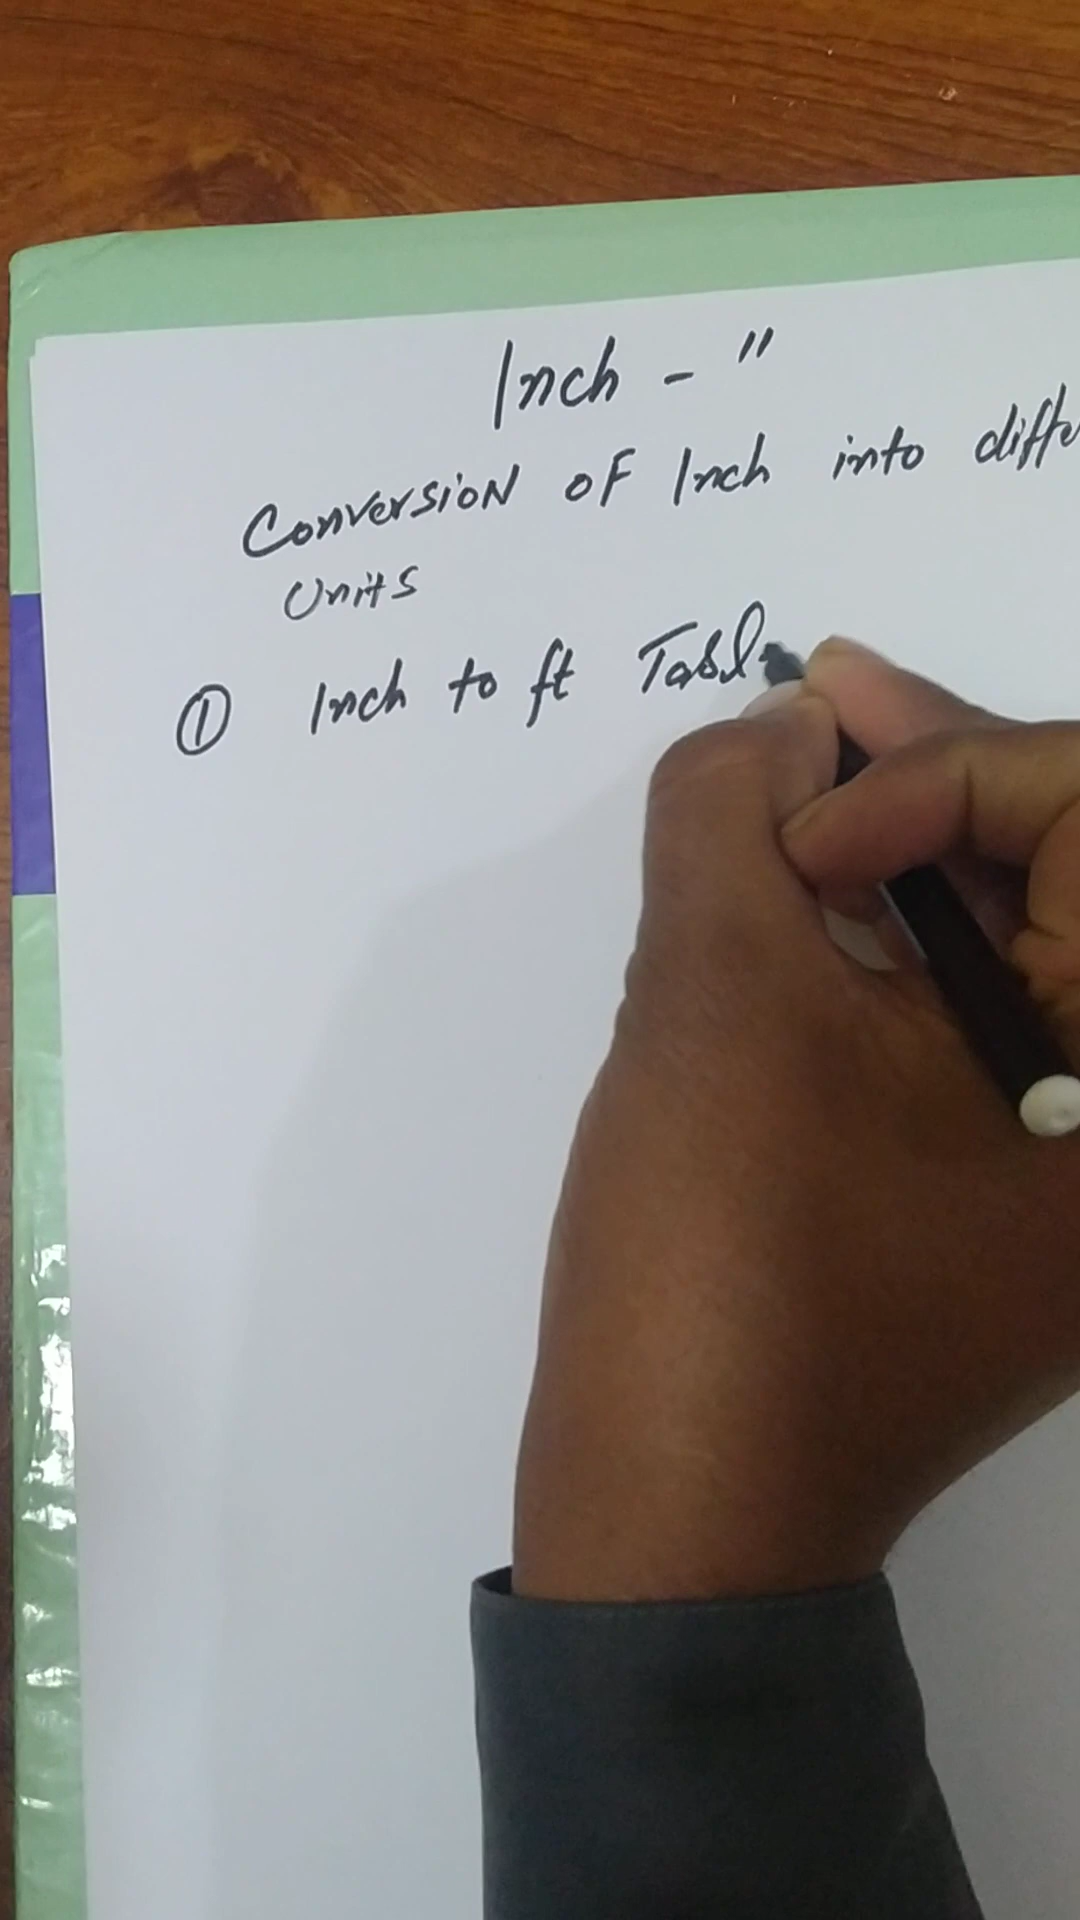 Inch - "
Conversion of Inch into
Units
① Inch to ft